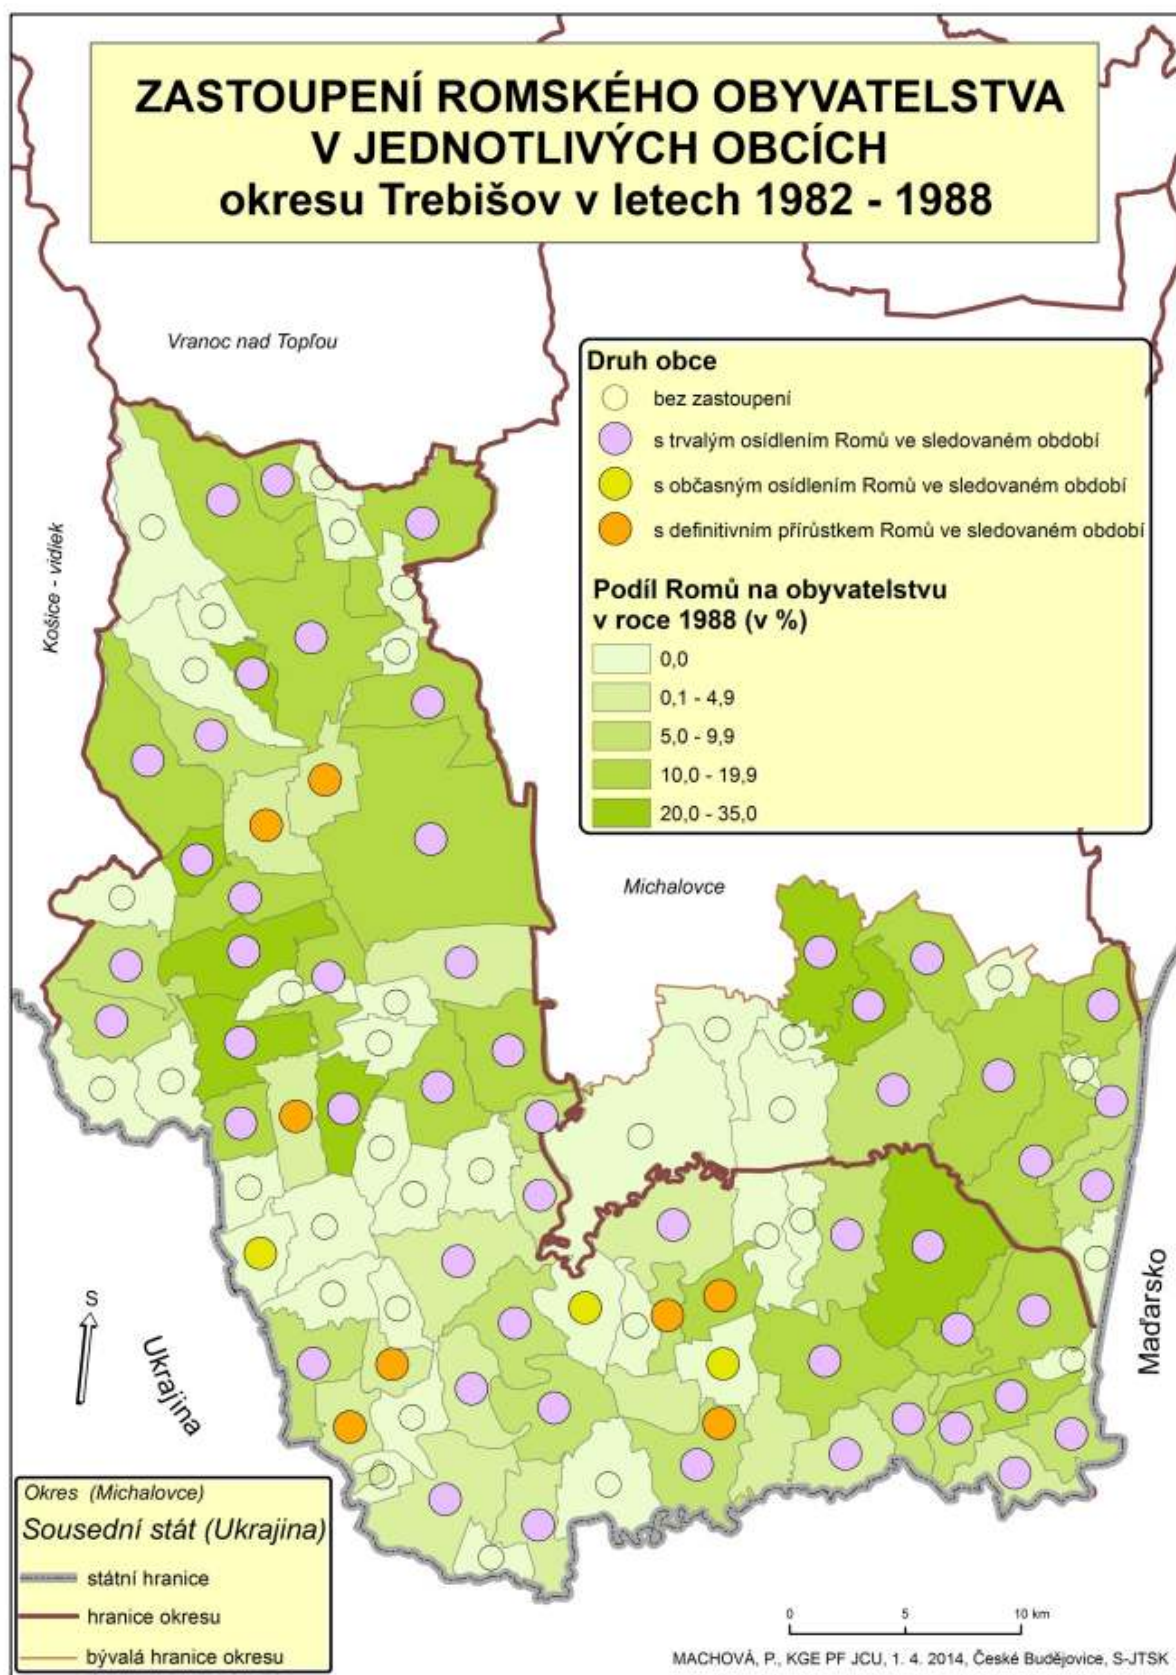 ZASTOUPENÍ ROMSKÉHO OBYVATELSTVA
V JEDNOTLIVÝCH OBCÍCH
okresu Trebišov v letech 1982 - 1988
Vranoc nad Topľou
Košice - vidiek
Druh obce
bez zastoupení
s trvalým osídlením Romů ve sledovaném období
s občasným osídlením Romů ve sledovaném období
s definitivním přírůstkem Romů ve sledovaném období
Podíl Romů na obyvatelstvu
v roce 1988 (v %)
0,0
0,1 - 4,9
5,0 - 9,9
10,0 - 19,9
20,0 - 35,0
Michalovce
S
Ukrajina
Maďarsko
Okres (Michalovce)
Sousední stát (Ukrajina)
státní hranice
hranice okresu
bývalá hranice okresu
0 5 10 km
MACHOVÁ, P., KGE PF JCU, 1. 4. 2014, České Budějovice, S-JTSK